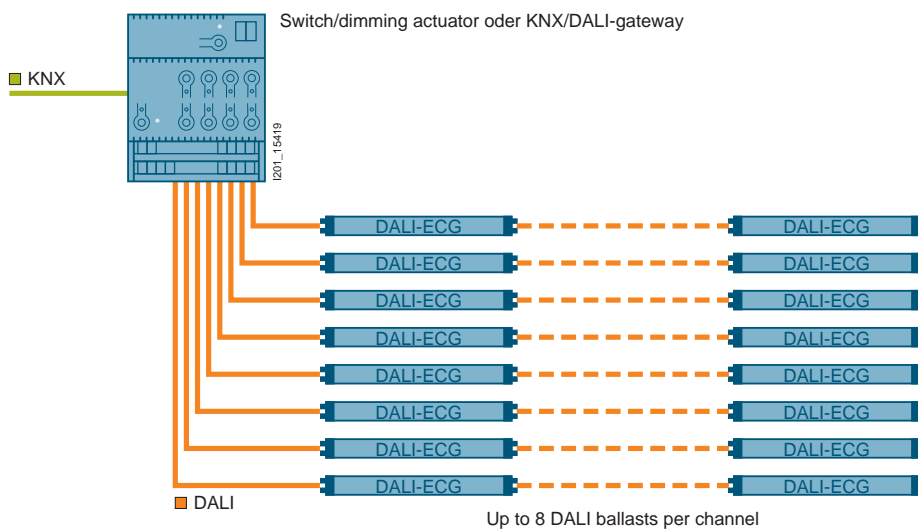 Switch/dimming actuator oder KNX/DALI-gateway
KNX
I201_15419
DALI-ECG DALI-ECG
DALI-ECG DALI-ECG
DALI-ECG DALI-ECG
DALI-ECG DALI-ECG
DALI-ECG DALI-ECG
DALI-ECG DALI-ECG
DALI-ECG DALI-ECG
DALI-ECG DALI-ECG
DALI
Up to 8 DALI ballasts per channel